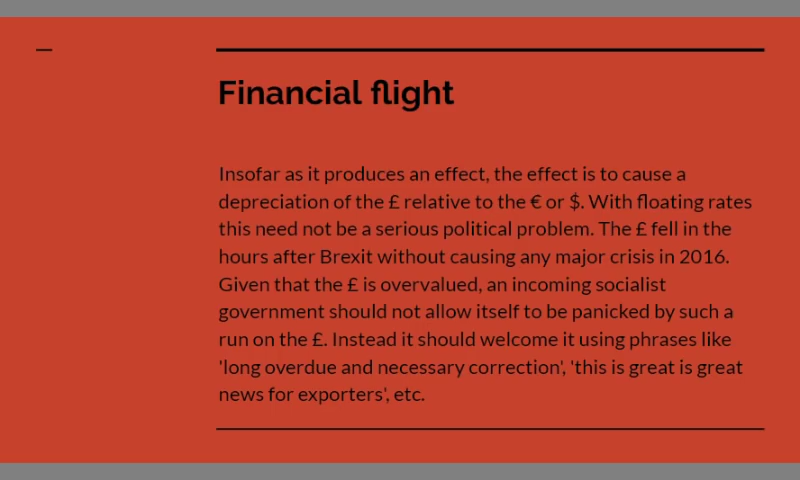 Financial flight
Insofar as it produces an effect, the effect is to cause a
depreciation of the £ relative to the € or $. With floating rates
this need not be a serious political problem. The £ fell in the
hours after Brexit without causing any major crisis in 2016.
Given that the £ is overvalued, an incoming socialist
government should not allow itself to be panicked by such a
run on the £. Instead it should welcome it using phrases like
'long overdue and necessary correction', 'this is great is great
news for exporters', etc.